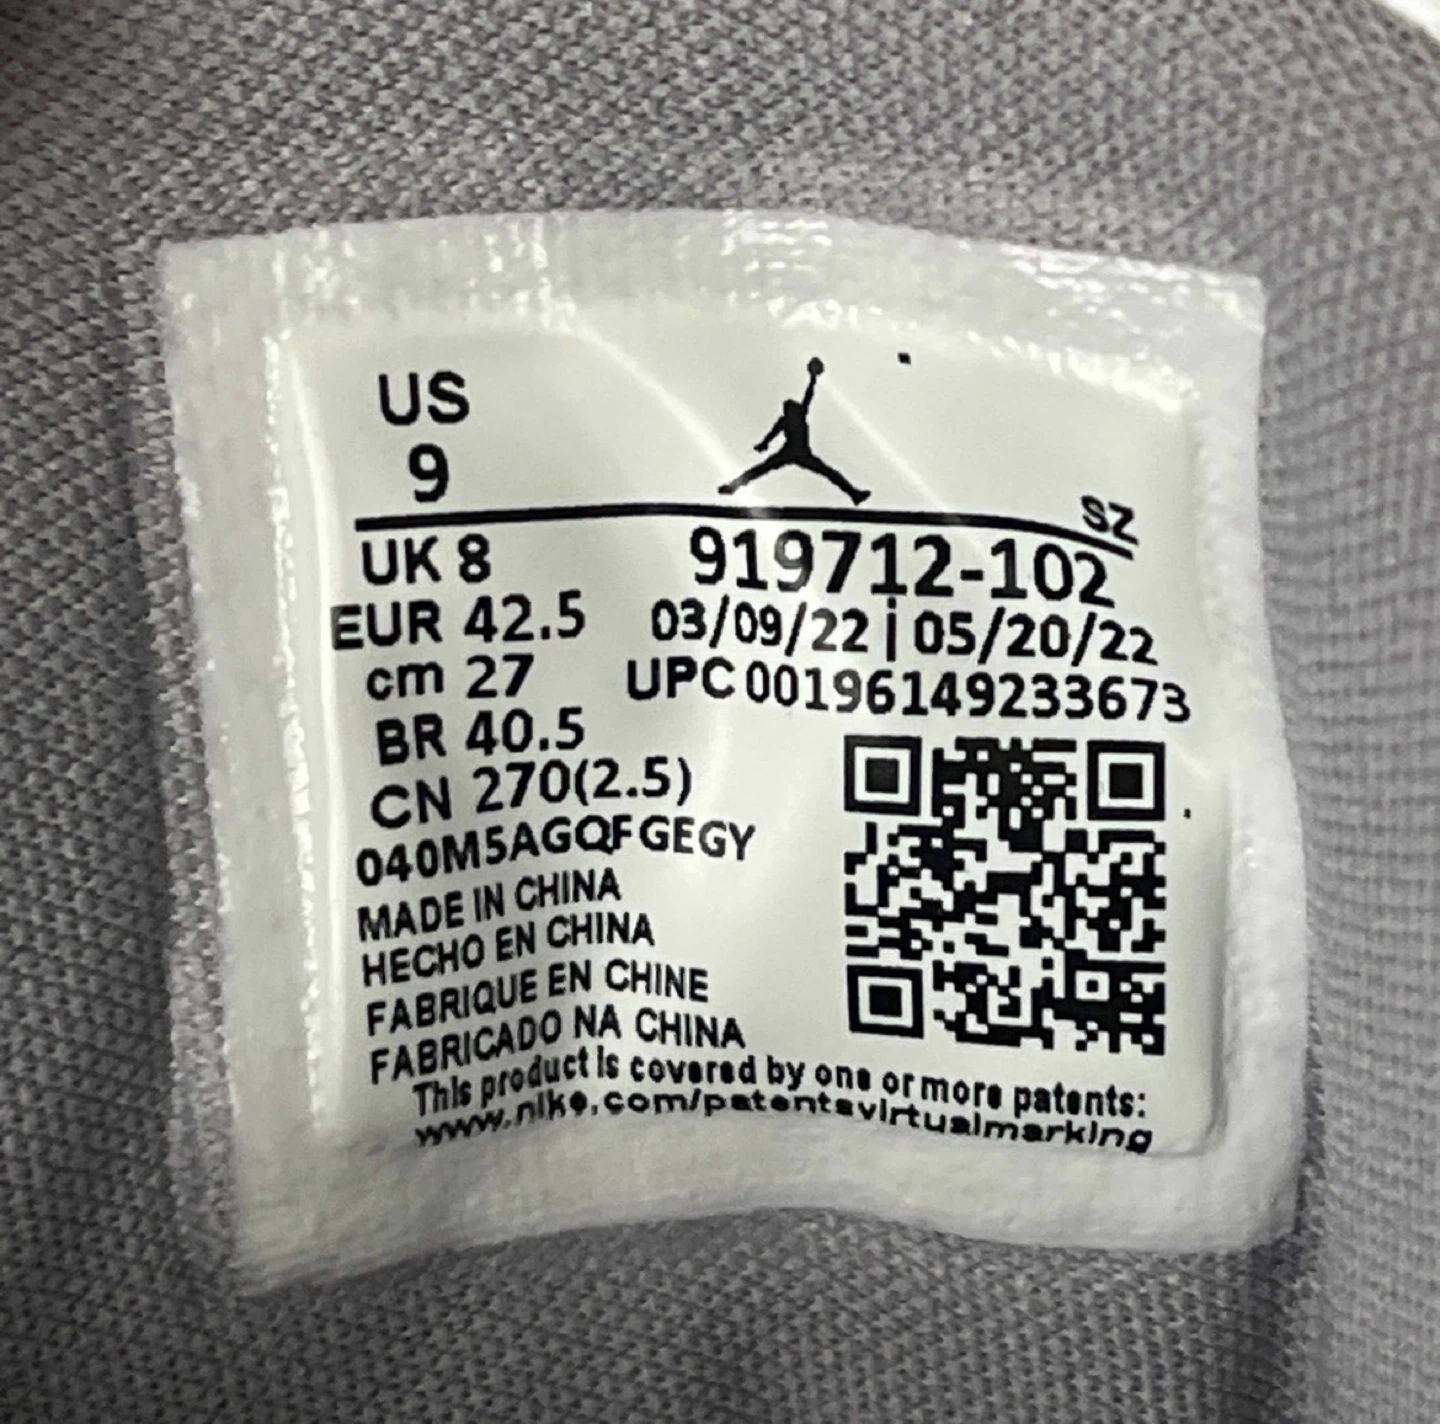 US
9
SZ
UK 8
919712-102
EUR 42.5
03/09/22 | 05/20/22
cm 27
UPC 00196149233673
BR 40.5
CN 270(2.5)
040M5AGQFGEGY
MADE IN CHINA
HECHO EN CHINA
FABRIQUE EN CHINE
FABRICADO NA CHINA
This product is covered by one or more patents:
www.nike.com/patentsvirtualmarking